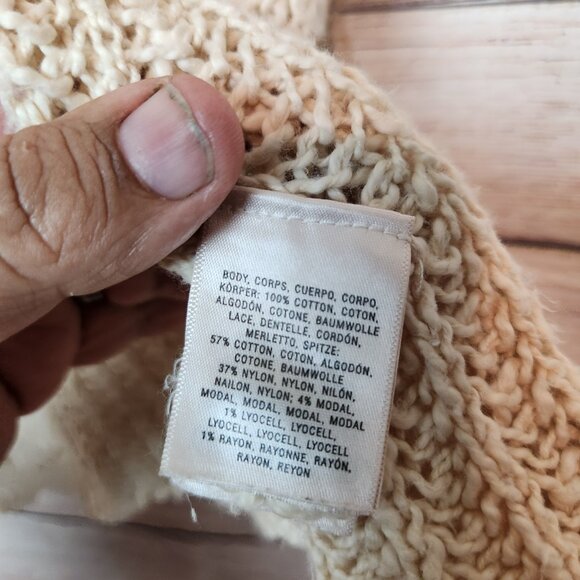 BODY, CORPS, CUERPO, CORPO,
KÖRPER: 100% COTTON, COTON,
ALGODÓN, COTONE, BAUMWOLLE
LACE, DENTELLE, CORDÓN,
MERLETTO, SPITZE:
57% COTTON, COTON, ALGODÓN,
COTONE, BAUMWOLLE
37% NYLON, NYLON, NILÓN,
NAILON, NYLON; 4% MODAL,
MODAL, MODAL, MODAL, MODAL
1% LYOCELL, LYOCELL,
LYOCELL, LYOCELL, LYOCELL
1% RAYON, RAYONNE, RAYÓN,
RAYON, REYON